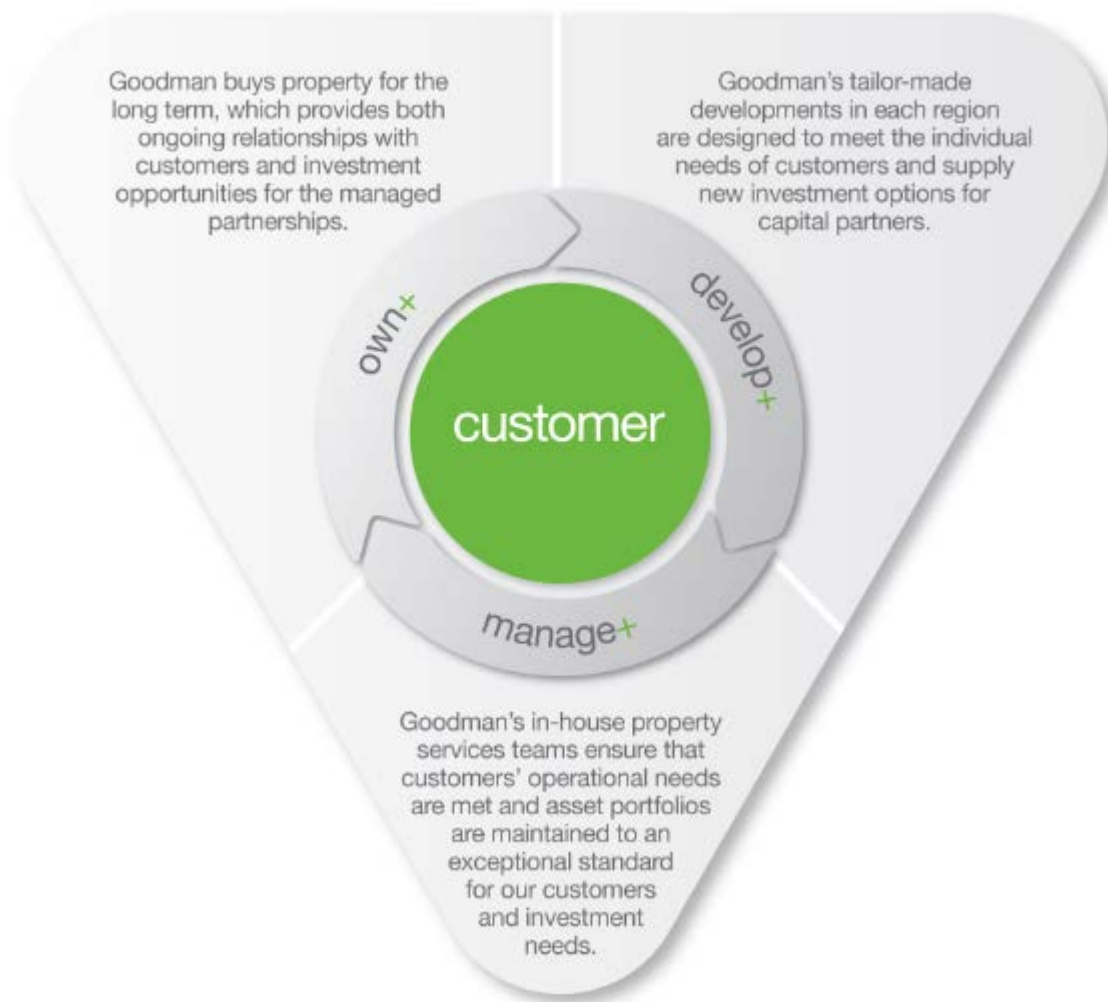 Goodman buys property for the
long term, which provides both
ongoing relationships with
customers and investment
opportunities for the managed
partnerships.
Goodman's tailor-made
developments in each region
are designed to meet the individual
needs of customers and supply
new investment options for
capital partners.
own+
develop+
customer
manage+
Goodman's in-house property
services teams ensure that
customers' operational needs
are met and asset portfolios
are maintained to an
exceptional standard
for our customers
and investment
needs.